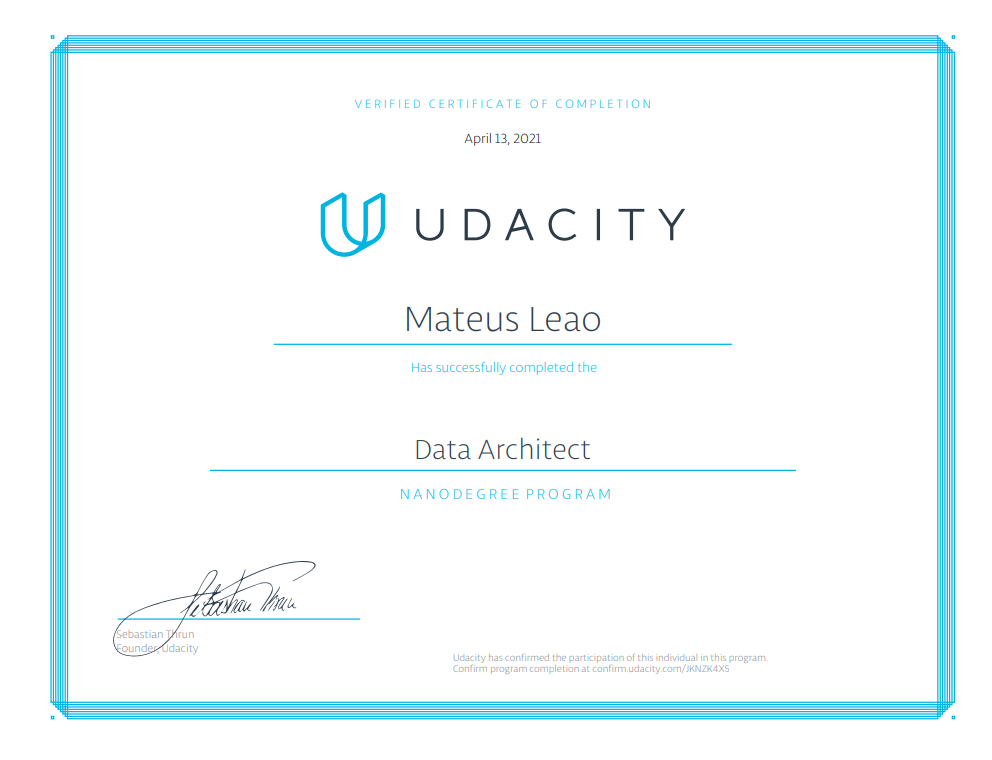 VERIFIED CERTIFICATE OF COMPLETION
April 13, 2021
UDACITY
Mateus Leao
Has successfully completed the
Data Architect
NANODEGREE PROGRAM
Sebastian Thrun
Sebastian Thrun
Founder, Udacity
Udacity has confirmed the participation of this individual in this program.
Confirm program completion at confirm.udacity.com/JKNZK4X5